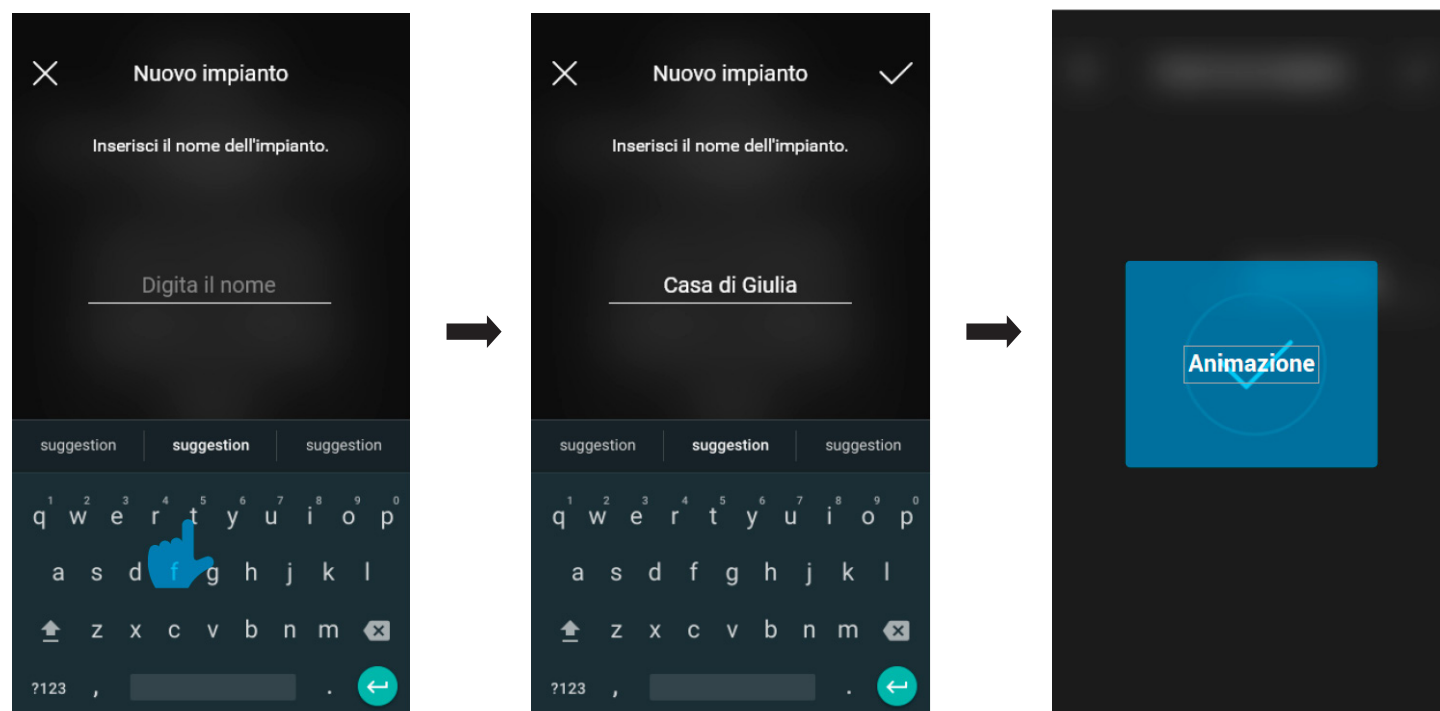 Nuovo impianto
Inserisci il nome dell'impianto.
Digita il nome
suggestion suggestion suggestion
1 2 3 4 5 6 7 8 9 0
q w e r t y u i o p
a s d f g h j k l
z x c v b n m
?123 , .
Nuovo impianto
Inserisci il nome dell'impianto.
Casa di Giulia
suggestion suggestion suggestion
1 2 3 4 5 6 7 8 9 0
q w e r t y u i o p
a s d f g h j k l
z x c v b n m
?123 , .
Animazione